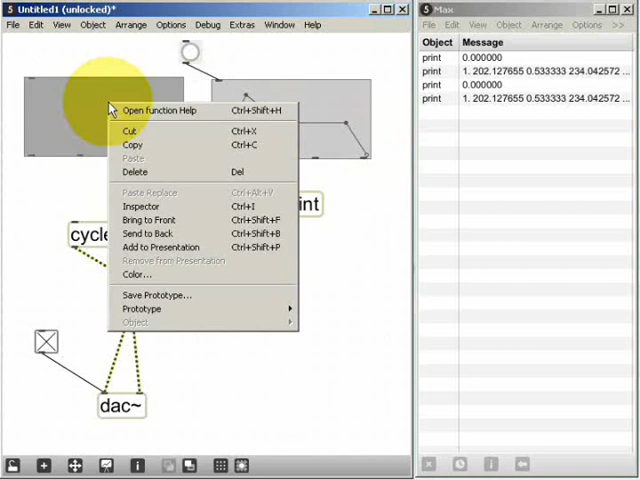 5 Untitled1 (unlocked)*
File Edit View Object Arrange Options Debug Extras Window Help
Open function Help Ctrl+Shift+H
Cut Ctrl+X
Copy Ctrl+C
Paste
Delete Del
Paste Replace Ctrl+Alt+V
Inspector Ctrl+I
Bring to Front Ctrl+Shift+F
Send to Back Ctrl+Shift+B
Add to Presentation Ctrl+Shift+P
Remove from Presentation
Color...
Save Prototype...
Prototype
Object
int
cycle
dac~
5 Max
File Edit View Object Arrange Options >>
Object Message
print 0.000000
print 1. 202.127655 0.533333 234.042572 ...
print 0.000000
print 1. 202.127655 0.533333 234.042572 ...